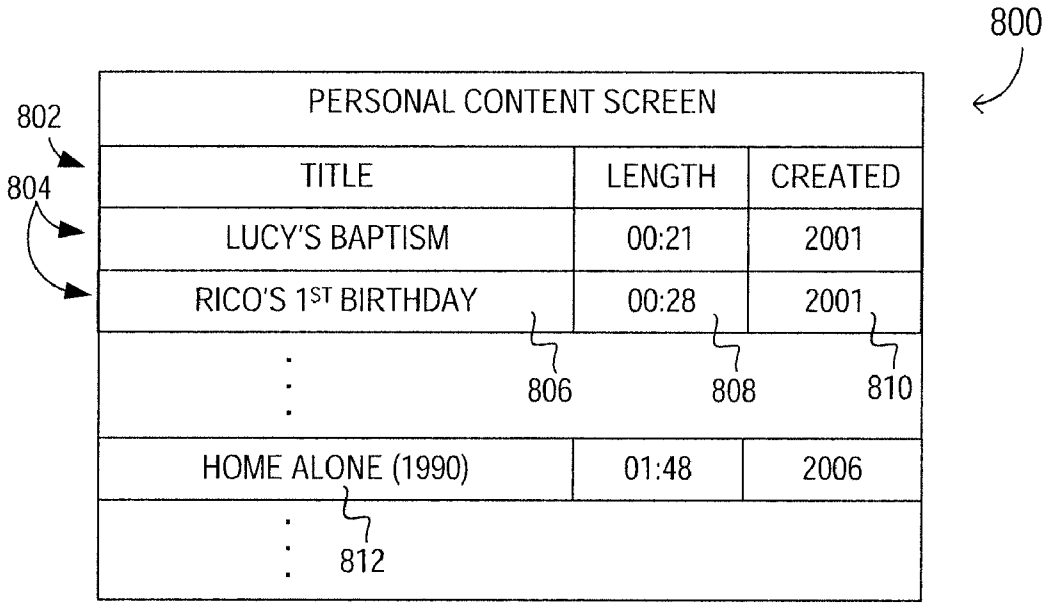 800
PERSONAL CONTENT SCREEN
802
TITLE LENGTH CREATED
804
LUCY'S BAPTISM 00:21 2001
RICO'S 1ST BIRTHDAY 00:28 2001
806 808 810
HOME ALONE (1990) 01:48 2006
812